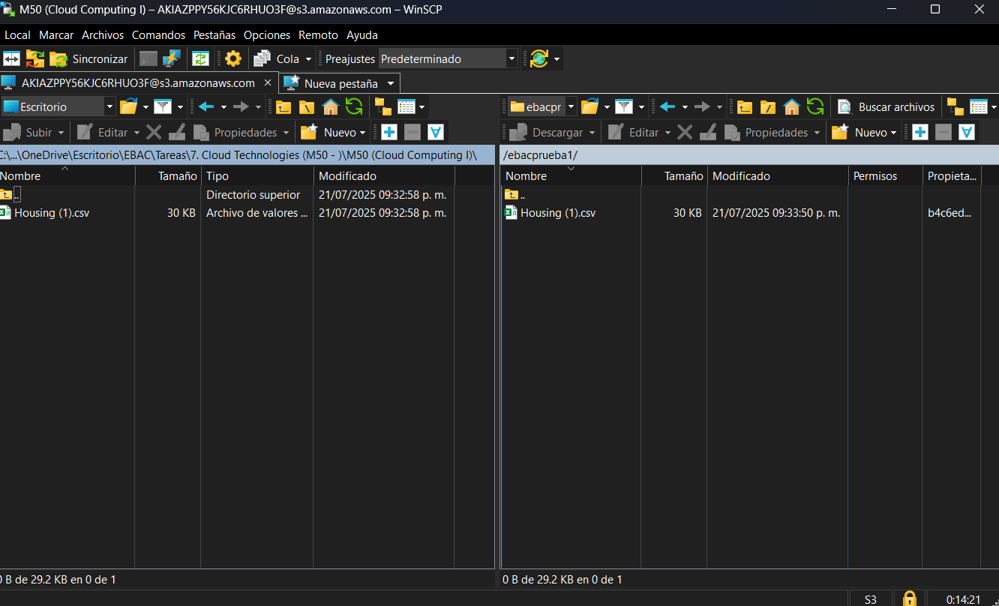 M50 (Cloud Computing I) – AKIAZPPY56KJC6RHUO3F@s3.amazonaws.com – WinSCP
Local Marcar Archivos Comandos Pestañas Opciones Remoto Ayuda
Sincronizar Cola Preajustes Predeterminado
AKIAZPPY56KJC6RHUO3F@s3.amazonaws.com × Nueva pestaña
Escritorio ebacpr Buscar archivos
Subir Editar Propiedades Nuevo Descargar Editar Propiedades Nuevo
C:\...\OneDrive\Escritorio\EBAC\Tareas\7. Cloud Technologies (M50 - )\M50 (Cloud Computing I)\ /ebacprueba1/
Nombre Tamaño Tipo Modificado Nombre Tamaño Modificado Permisos Propieta...
.. Directorio superior 21/07/2025 09:32:58 p. m. ..
Housing (1).csv 30 KB Archivo de valores ... 21/07/2025 09:32:58 p. m. Housing (1).csv 30 KB 21/07/2025 09:33:50 p. m. b4c6ed...
0 B de 29.2 KB en 0 de 1 0 B de 29.2 KB en 0 de 1
S3 0:14:21